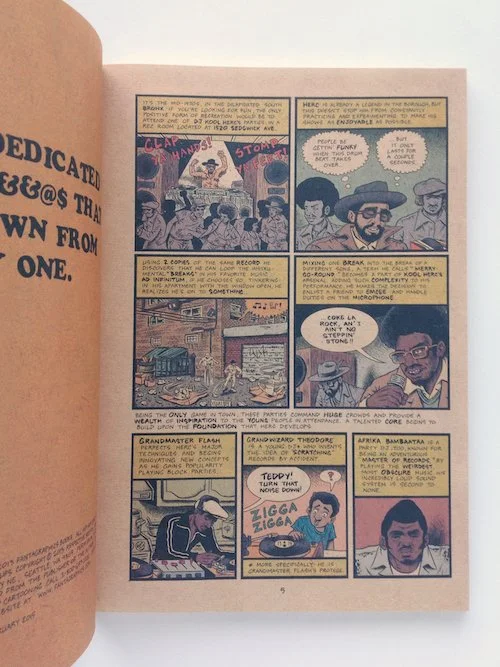 DEDICATED
&&@$ THA
WN FROM
Y ONE.
IT'S THE MID-1970s, IN THE DILAPIDATED SOUTH
BRONX. IF YOU'RE LOOKING FOR FUN, THE ONLY
POSITIVE FORM OF RECREATION WOULD BE TO
ATTEND ONE OF DJ KOOL HERC'S PARTIES IN A
REC ROOM LOCATED AT 1520 SEDGWICK AVE.
CLAP
HANDS!
STOMP
HERC IS ALREADY A LEGEND IN THE BOROUGH, BUT
THIS DOESN'T STOP HIM FROM CONSTANTLY
PRACTICING AND EXPERIMENTING TO MAKE HIS
SHOWS AS ENJOYABLE AS POSSIBLE.
PEOPLE BE
GETTIN' FUNKY
WHEN THIS DRUM
BEAT TAKES
OVER.
BUT
IT ONLY
LASTS FOR
A COUPLE
SECONDS.
USING 2 COPIES OF THE SAME RECORD HE
DISCOVERS THAT HE CAN LOOP THE INSTRU-
MENTAL "BREAKS" IN HIS FAVORITE MUSIC
AD INFINITUM, IF HE CHOOSES. REHEARSING
IN HIS APARTMENT WITH THE WINDOW OPEN, HE
REALIZES HE'S ON TO SOMETHING.
MIXING ONE BREAK INTO THE BREAK OF A
DIFFERENT SONG, A TERM HE CALLS "MERRY-
GO-ROUND," BECOMES A PART OF KOOL HERC'S
ARSENAL. ADDING SUCH COMPLEXITY TO HIS
PERFORMANCE, HE MAKES THE DECISION TO
ENLIST A FRIEND TO EMCEE AND HANDLE
DUTIES ON THE MICROPHONE.
...COKE LA
ROCK, AN' I
AIN'T NO
STEPPIN'
STONE!!
BEING THE ONLY GAME IN TOWN, THESE PARTIES COMMAND HUGE CROWDS AND PROVIDE A
WEALTH OF INSPIRATION TO THE YOUNG PEOPLE IN ATTENDANCE. A TALENTED CORE BEGINS TO
BUILD UPON THE FOUNDATION THAT HERC DEVELOPS.
GRANDMASTER FLASH
PERFECTS HERC'S MAJOR
TECHNIQUES AND BEGINS
INNOVATING NEW CONCEPTS
AS HE GAINS POPULARITY
PLAYING BLOCK PARTIES.
GRANDWIZARD THEODORE
IS A YOUNG DJ* WHO INVENTS
THE IDEA OF "SCRATCHING"
RECORDS BY ACCIDENT.
TEDDY!
TURN THAT
NOISE DOWN!
?
ZIGGA
ZIGGA
* MORE SPECIFICALLY, HE IS
GRANDMASTER FLASH'S PROTEGE.
AFRIKA BAMBAATAA IS A
PARTY DJ, TOO, KNOWN FOR
BEING AN ADVENTUROUS
MASTER OF RECORDS BY
PLAYING THE WEIRDEST,
MOST OBSCURE MUSIC. HIS
INCREDIBLY LOUD SOUND
SYSTEM IS SECOND TO
NONE.
5